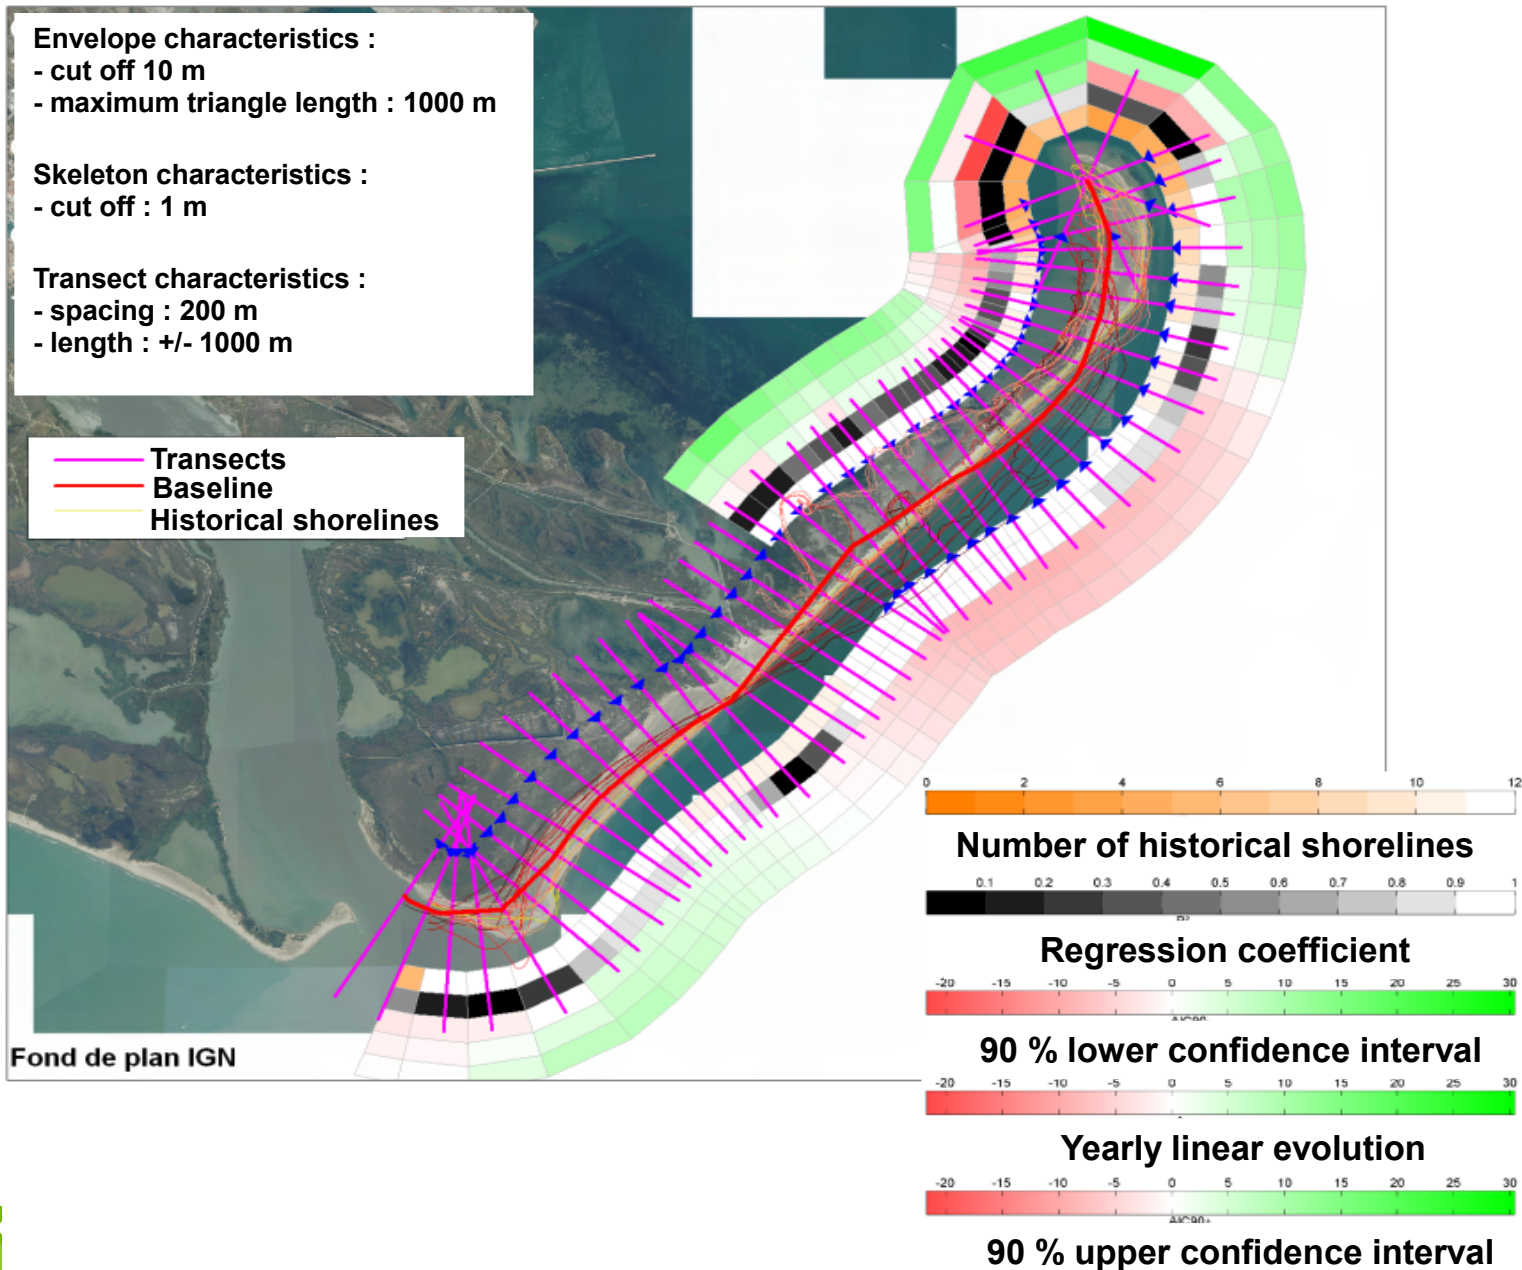 Envelope characteristics :
- cut off 10 m
- maximum triangle length : 1000 m
Skeleton characteristics :
- cut off : 1 m
Transect characteristics :
- spacing : 200 m
- length : +/- 1000 m
Transects
Baseline
Historical shorelines
Fond de plan IGN
0 2 4 6 8 10 12
Number of historical shorelines
0.1 0.2 0.3 0.4 0.5 0.6 0.7 0.8 0.9 1
Regression coefficient
-20 -15 -10 -5 0 5 10 15 20 25 30
90 % lower confidence interval
-20 -15 -10 -5 0 5 10 15 20 25 30
Yearly linear evolution
-20 -15 -10 -5 0 5 10 15 20 25 30
90 % upper confidence interval